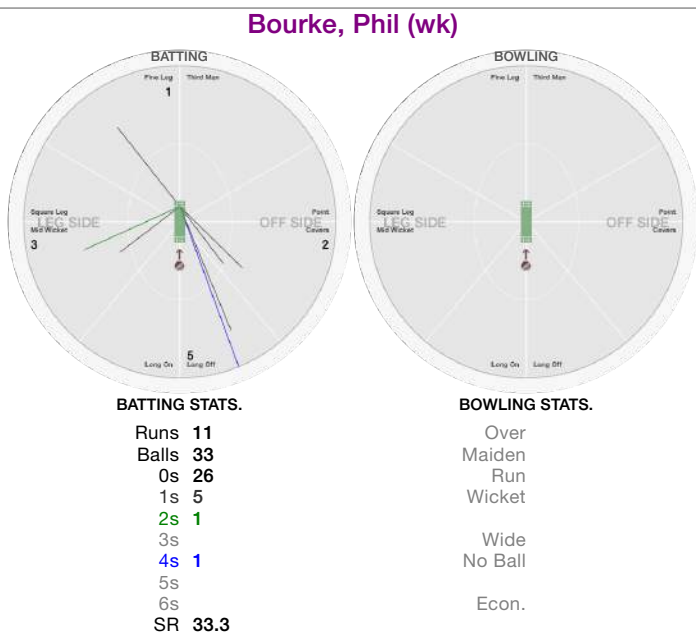 Bourke, Phil (wk)
BATTING
Fine Leg Third Man
1
Square Leg
LEG SIDE
Mid Wicket
3
Point
OFF SIDE
Covers
2
5
Long On Long Off
BATTING STATS.
Runs 11
Balls 33
0s 26
1s 5
2s 1
3s
4s 1
5s
6s
SR 33.3
BOWLING
Fine Leg Third Man
Square Leg
LEG SIDE
Mid Wicket
Point
OFF SIDE
Covers
Long On Long Off
BOWLING STATS.
Over
Maiden
Run
Wicket
Wide
No Ball
Econ.